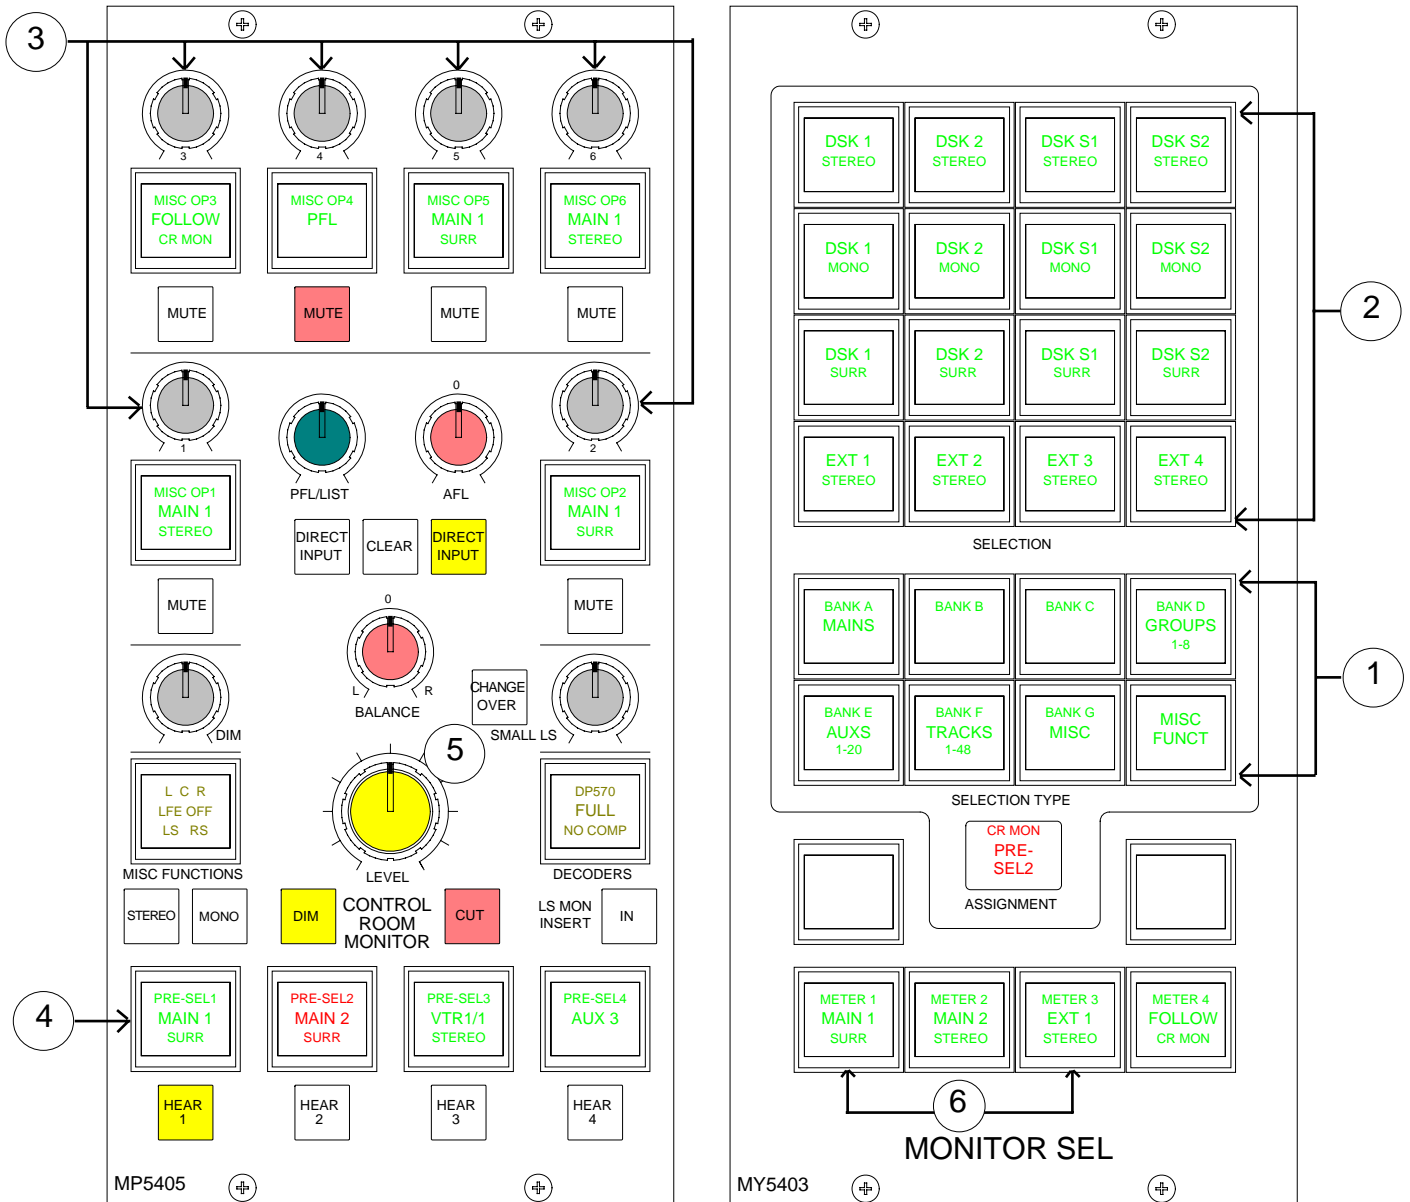 3
3
4
5
6
MISC OP3
FOLLOW
CR MON
MISC OP4
PFL
MISC OP5
MAIN 1
SURR
MISC OP6
MAIN 1
STEREO
MUTE
MUTE
MUTE
MUTE
1
0
2
PFL/LIST
AFL
MISC OP1
MAIN 1
STEREO
DIRECT
INPUT
CLEAR
DIRECT
INPUT
MISC OP2
MAIN 1
SURR
MUTE
0
MUTE
L
R
BALANCE
CHANGE
OVER
DIM
SMALL LS
5
L C R
LFE OFF
LS RS
DP570
FULL
NO COMP
MISC FUNCTIONS
LEVEL
DECODERS
STEREO
MONO
DIM
CONTROL
ROOM
MONITOR
CUT
LS MON
INSERT
IN
4
PRE-SEL1
MAIN 1
SURR
PRE-SEL2
MAIN 2
SURR
PRE-SEL3
VTR1/1
STEREO
PRE-SEL4
AUX 3
HEAR
1
HEAR
2
HEAR
3
HEAR
4
MP5405
DSK 1
STEREO
DSK 2
STEREO
DSK S1
STEREO
DSK S2
STEREO
DSK 1
MONO
DSK 2
MONO
DSK S1
MONO
DSK S2
MONO
2
DSK 1
SURR
DSK 2
SURR
DSK S1
SURR
DSK S2
SURR
EXT 1
STEREO
EXT 2
STEREO
EXT 3
STEREO
EXT 4
STEREO
SELECTION
BANK A
MAINS
BANK B
BANK C
BANK D
GROUPS
1-8
1
BANK E
AUXS
1-20
BANK F
TRACKS
1-48
BANK G
MISC
MISC
FUNCT
SELECTION TYPE
CR MON
PRE-
SEL2
ASSIGNMENT
METER 1
MAIN 1
SURR
METER 2
MAIN 2
STEREO
METER 3
EXT 1
STEREO
METER 4
FOLLOW
CR MON
6
MONITOR SEL
MY5403